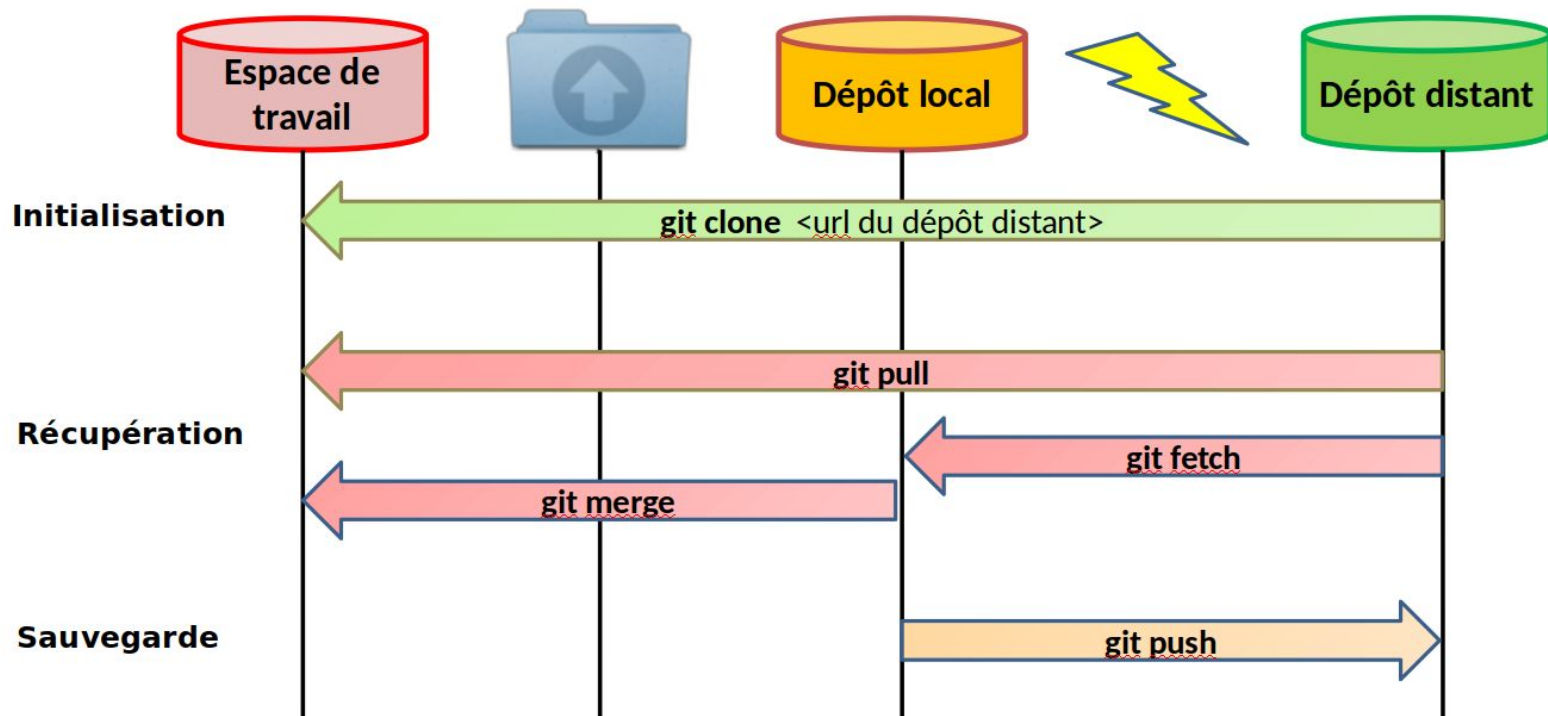 Espace de
travail
Dépôt local
Dépôt distant
Initialisation
git clone <url du dépôt distant>
git pull
Récupération
git fetch
git merge
Sauvegarde
git push